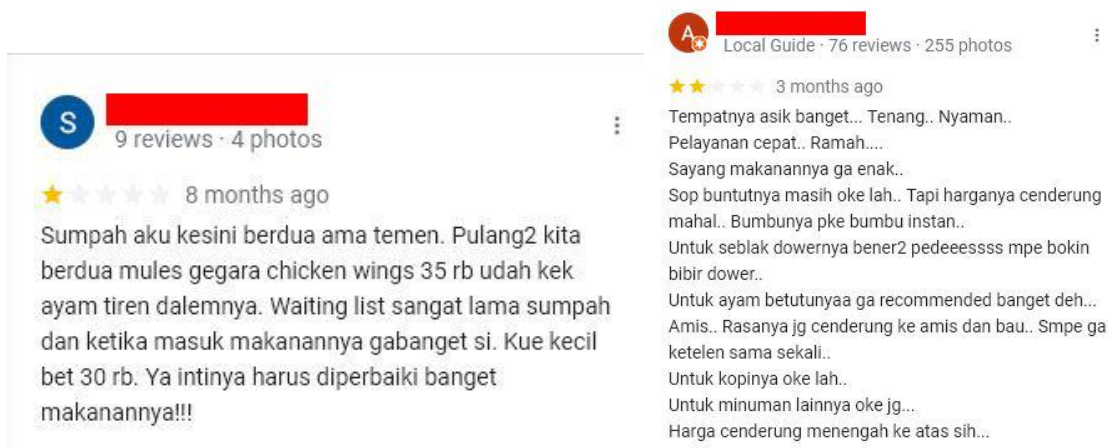 S
9 reviews · 4 photos
8 months ago
Sumpah aku kesini berdua ama temen. Pulang2 kita
berdua mules gegara chicken wings 35 rb udah kek
ayam tiren dalemnya. Waiting list sangat lama sumpah
dan ketika masuk makanannya gabanget si. Kue kecil
bet 30 rb. Ya intinya harus diperbaiki banget
makanannya!!!
A
Local Guide · 76 reviews · 255 photos
3 months ago
Tempatnya asik banget... Tenang.. Nyaman..
Pelayanan cepat.. Ramah....
Sayang makanannya ga enak..
Sop buntutnya masih oke lah.. Tapi harganya cenderung
mahal.. Bumbunya pke bumbu instan..
Untuk seblak dowernya bener2 pedeeessss mpe bokin
bibir dower..
Untuk ayam betutunyaa ga recommended banget deh...
Amis.. Rasanya jg cenderung ke amis dan bau.. Smpe ga
ketelen sama sekali..
Untuk kopinya oke lah..
Untuk minuman lainnya oke jg...
Harga cenderung menengah ke atas sih...